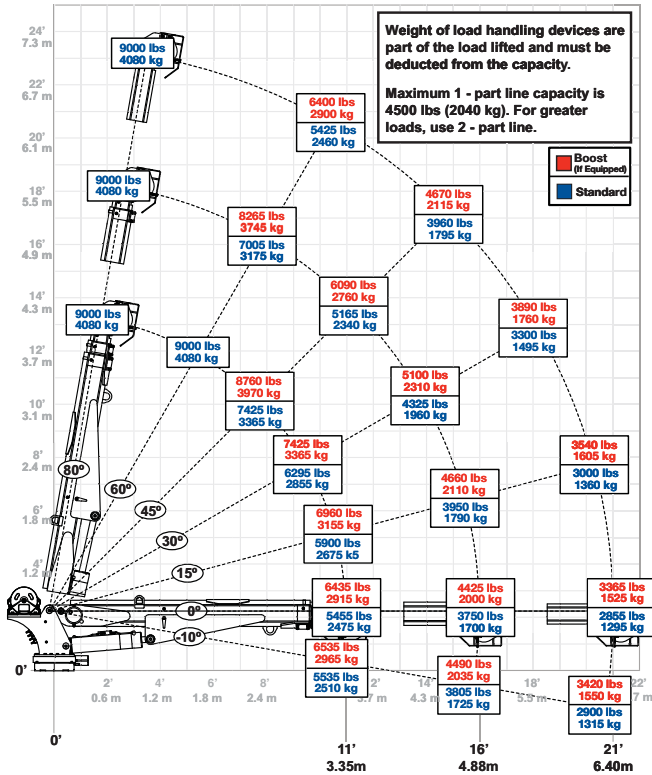 24’
7.3 m
22’
6.7 m
20’
6.1 m
18’
5.5 m
16’
4.9 m
14’
4.3 m
12’
3.7 m
10’
3.1 m
8’
2.4 m
6’
1.8 m
4’
1.2 m
0’
Weight of load handling devices are
part of the load lifted and must be
deducted from the capacity.
Maximum 1 - part line capacity is
4500 lbs (2040 kg). For greater
loads, use 2 - part line.
Boost
(If Equipped)
Standard
9000 lbs
4080 kg
6400 lbs
2900 kg
5425 lbs
2460 kg
9000 lbs
4080 kg
8265 lbs
3745 kg
7005 lbs
3175 kg
4670 lbs
2115 kg
3960 lbs
1795 kg
9000 lbs
4080 kg
9000 lbs
4080 kg
6090 lbs
2760 kg
5165 lbs
2340 kg
3890 lbs
1760 kg
3300 lbs
1495 kg
8760 lbs
3970 kg
7425 lbs
3365 kg
5100 lbs
2310 kg
4325 lbs
1960 kg
7425 lbs
3365 kg
6295 lbs
2855 kg
4660 lbs
2110 kg
3950 lbs
1790 kg
3540 lbs
1605 kg
3000 lbs
1360 kg
6960 lbs
3155 kg
5900 lbs
2675 k5
6435 lbs
2915 kg
5455 lbs
2475 kg
4425 lbs
2000 kg
3750 lbs
1700 kg
3365 lbs
1525 kg
2855 lbs
1295 kg
6535 lbs
2965 kg
5535 lbs
2510 kg
4490 lbs
2035 kg
3805 lbs
1725 kg
3420 lbs
1550 kg
2900 lbs
1315 kg
80º
60º
45º
30º
15º
0º
-10º
2’
0.6 m
4’
1.2 m
6’
1.8 m
8’
2.4 m
2’
3.7 m
14’
4.3
18’
5.5 m
22’
7 m
0’
11’
3.35m
16’
4.88m
21’
6.40m